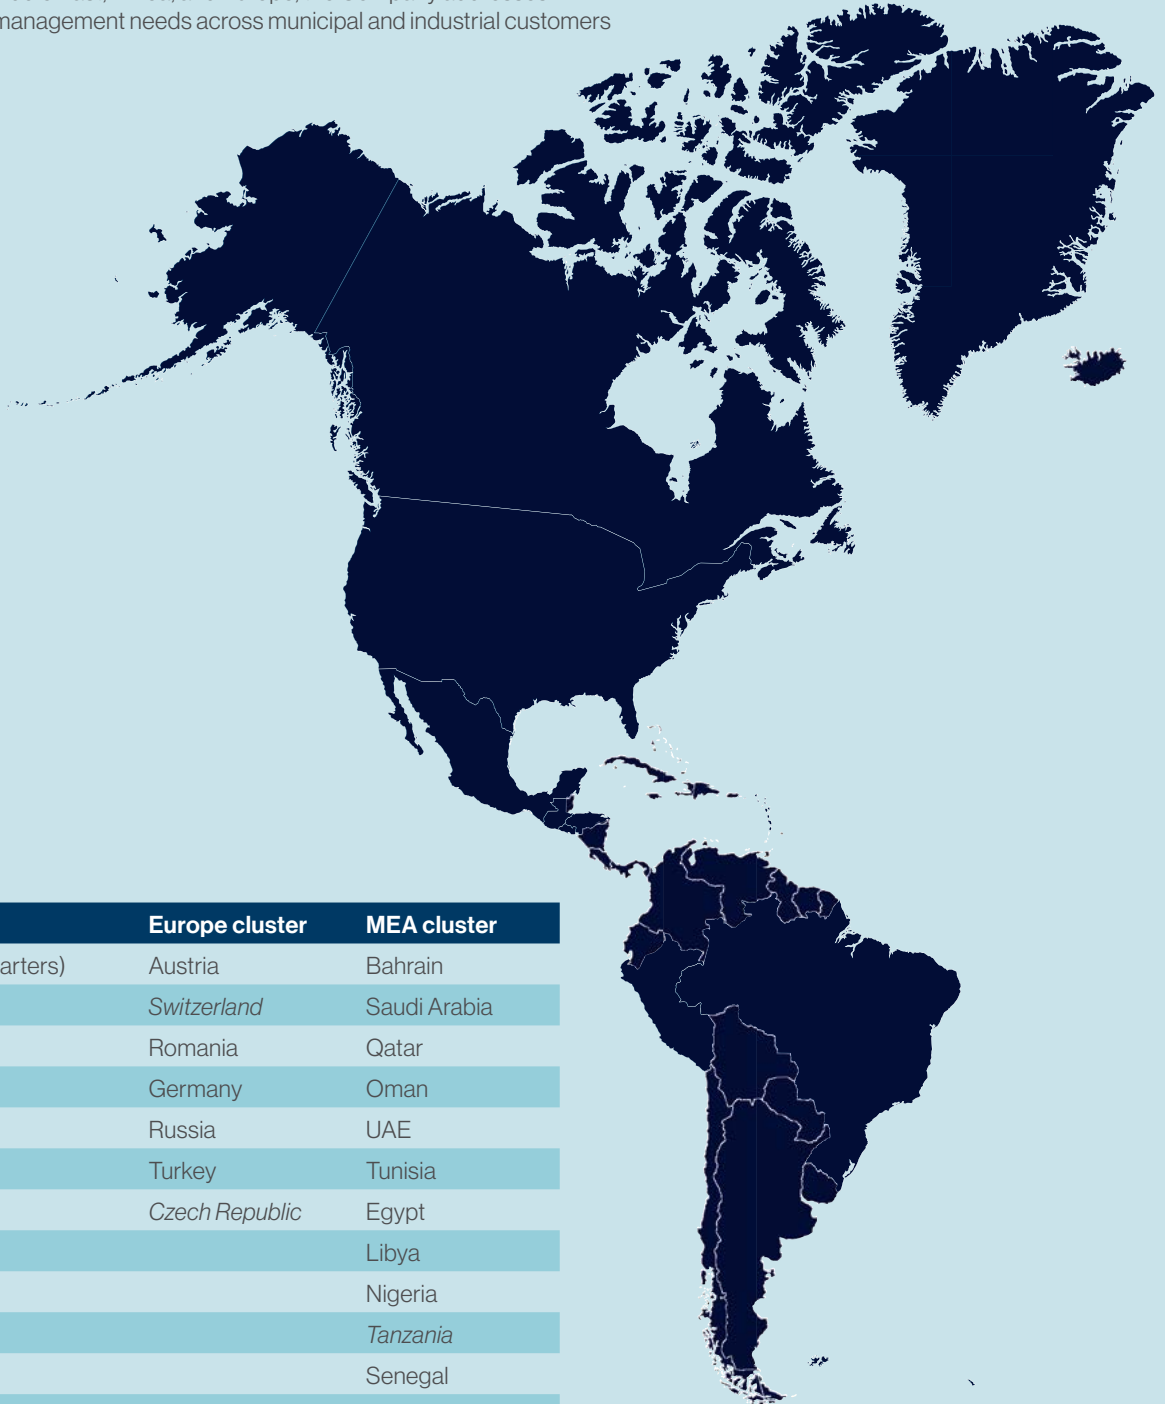 management needs across municipal and industrial customers
Europe cluster MEA cluster
arters) Austria Bahrain
Switzerland Saudi Arabia
Romania Qatar
Germany Oman
Russia UAE
Turkey Tunisia
Czech Republic Egypt
Libya
Nigeria
Tanzania
Senegal